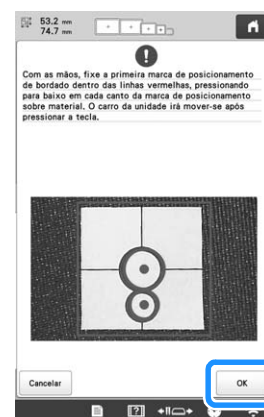 53.2 mm
74.7 mm
Com as mãos, fixe a primeira marca de posicionamento
de bordado dentro das linhas vermelhas, pressionando
para baixo em cada canto da marca de posicionamento
sobre material. O carro da unidade irá mover-se após
pressionar a tecla.
Cancelar
OK